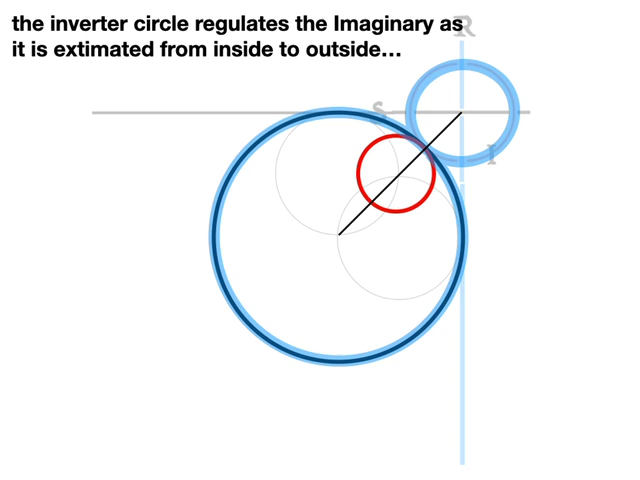 the inverter circle regulates the Imaginary as
it is extimated from inside to outside…
R
S
I